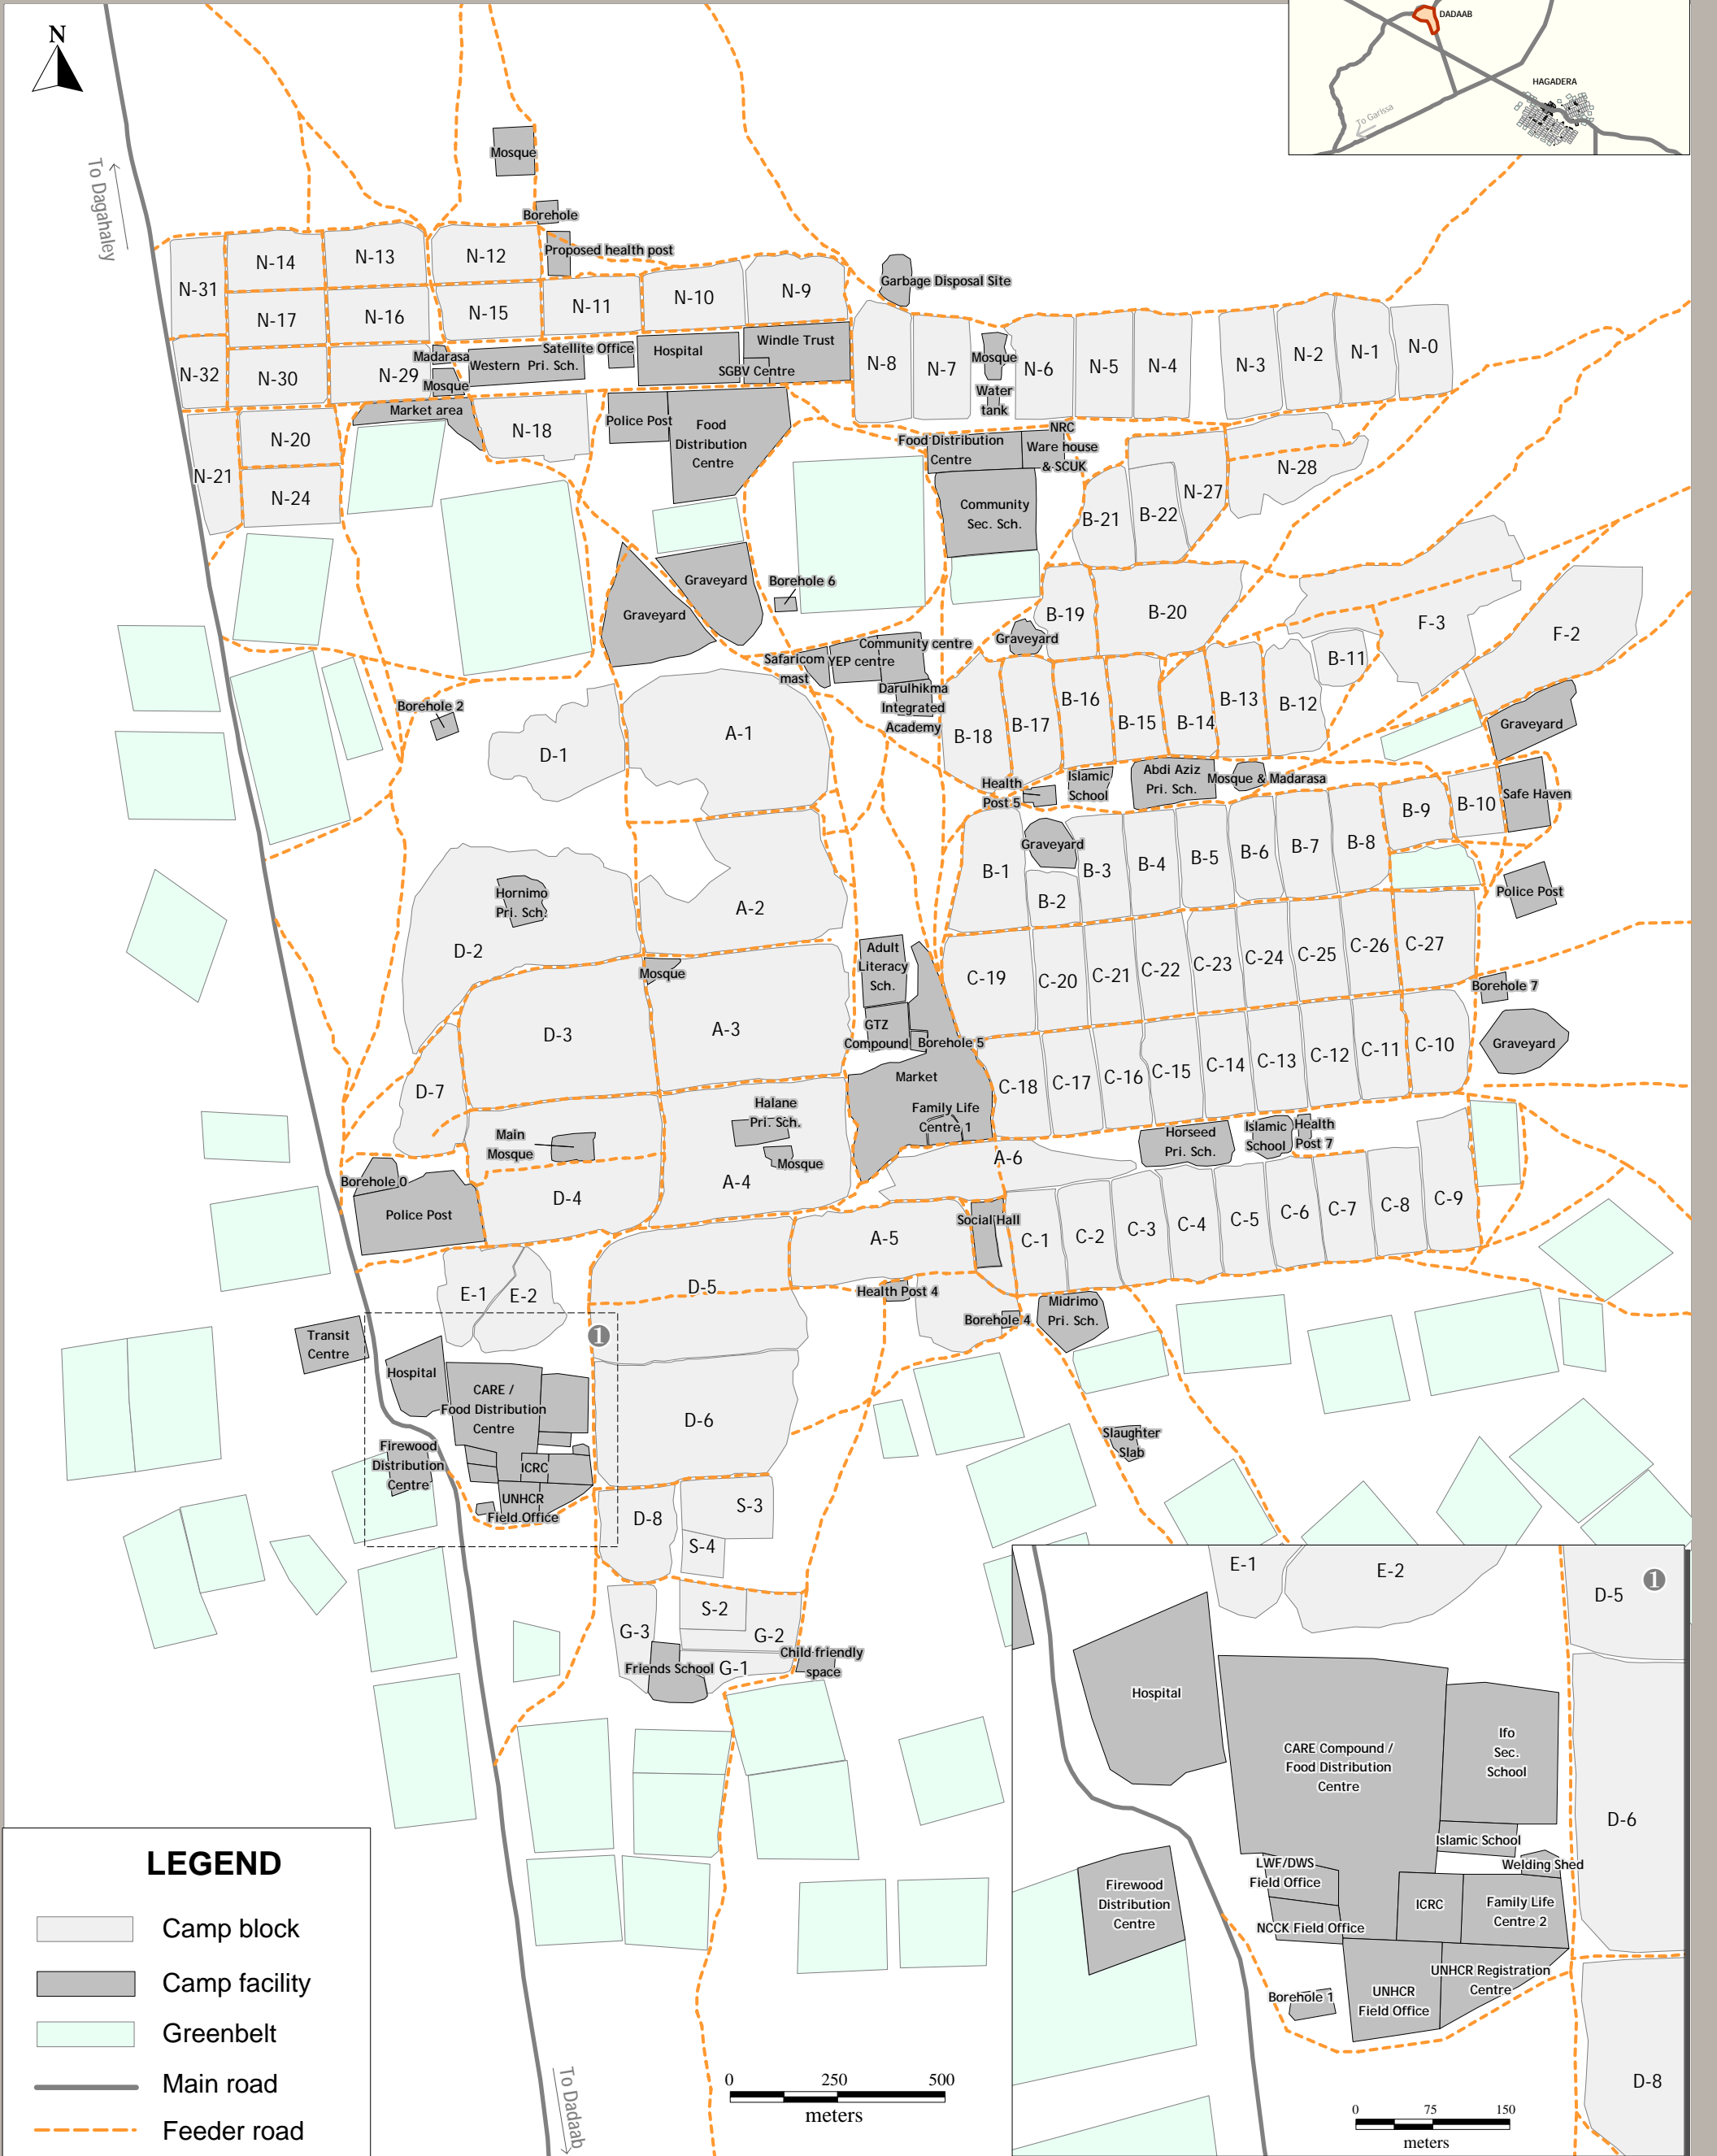 N
To Dagahaley
DADAAB
HAGADERA
To Garissa
Mosque
Borehole
Proposed health post
Garbage Disposal Site
N-31
N-14
N-13
N-12
N-17
N-16
N-15
N-11
N-10
N-9
N-32
N-30
N-29
Madarasa
Mosque
Western Pri. Sch.
Satellite Office
Hospital
Windle Trust
SGBV Centre
N-8
N-7
Mosque
Water
tank
N-6
N-5
N-4
N-3
N-2
N-1
N-0
Market area
N-20
N-21
N-24
N-18
Police Post
Food
Distribution
Centre
Food Distribution
Centre
NRC
Ware house
& SCUK
Community
Sec. Sch.
B-21
B-22
N-27
N-28
Graveyard
Graveyard
Borehole 6
B-19
B-20
F-3
F-2
Graveyard
B-11
Community centre
YEP centre
Safaricom
mast
Darulhikma
Integrated
Academy
Borehole 2
D-1
A-1
B-18
B-17
B-16
B-15
B-14
B-13
B-12
Graveyard
Health
Post 5
Islamic
School
Abdi Aziz
Pri. Sch.
Mosque & Madarasa
Safe Haven
B-10
B-9
B-8
B-7
B-6
B-5
B-4
B-3
Graveyard
B-1
B-2
Police Post
Hornimo
Pri. Sch.
D-2
A-2
Adult
Literacy
Sch.
C-19
C-20
C-21
C-22
C-23
C-24
C-25
C-26
C-27
Borehole 7
Mosque
D-3
A-3
GTZ
Compound
Borehole 5
Market
Family Life
Centre 1
C-18
C-17
C-16
C-15
C-14
C-13
C-12
C-11
C-10
Graveyard
D-7
Main
Mosque
Halane
Pri. Sch.
Mosque
Horseed
Pri. Sch.
Islamic
School
Health
Post 7
Borehole 0
Police Post
D-4
A-4
A-6
Social Hall
C-1
C-2
C-3
C-4
C-5
C-6
C-7
C-8
C-9
A-5
E-1
E-2
D-5
Health Post 4
Borehole 4
Midrimo
Pri. Sch.
1
Transit
Centre
Hospital
CARE /
Food Distribution
Centre
D-6
Firewood
Distribution
Centre
ICRC
UNHCR
Field Office
Slaughter
Slab
D-8
S-3
S-4
S-2
G-3
G-2
Friends School
G-1
Child friendly
space
E-1
E-2
D-5
1
Hospital
CARE Compound /
Food Distribution
Centre
Ifo
Sec.
School
D-6
Islamic School
LWF/DWS
Field Office
Welding Shed
Firewood
Distribution
Centre
NCCK Field Office
ICRC
Family Life
Centre 2
UNHCR Registration
Centre
Borehole 1
UNHCR
Field Office
D-8
0 75 150
meters
To Dadaab
0 250 500
meters
LEGEND
Camp block
Camp facility
Greenbelt
Main road
Feeder road